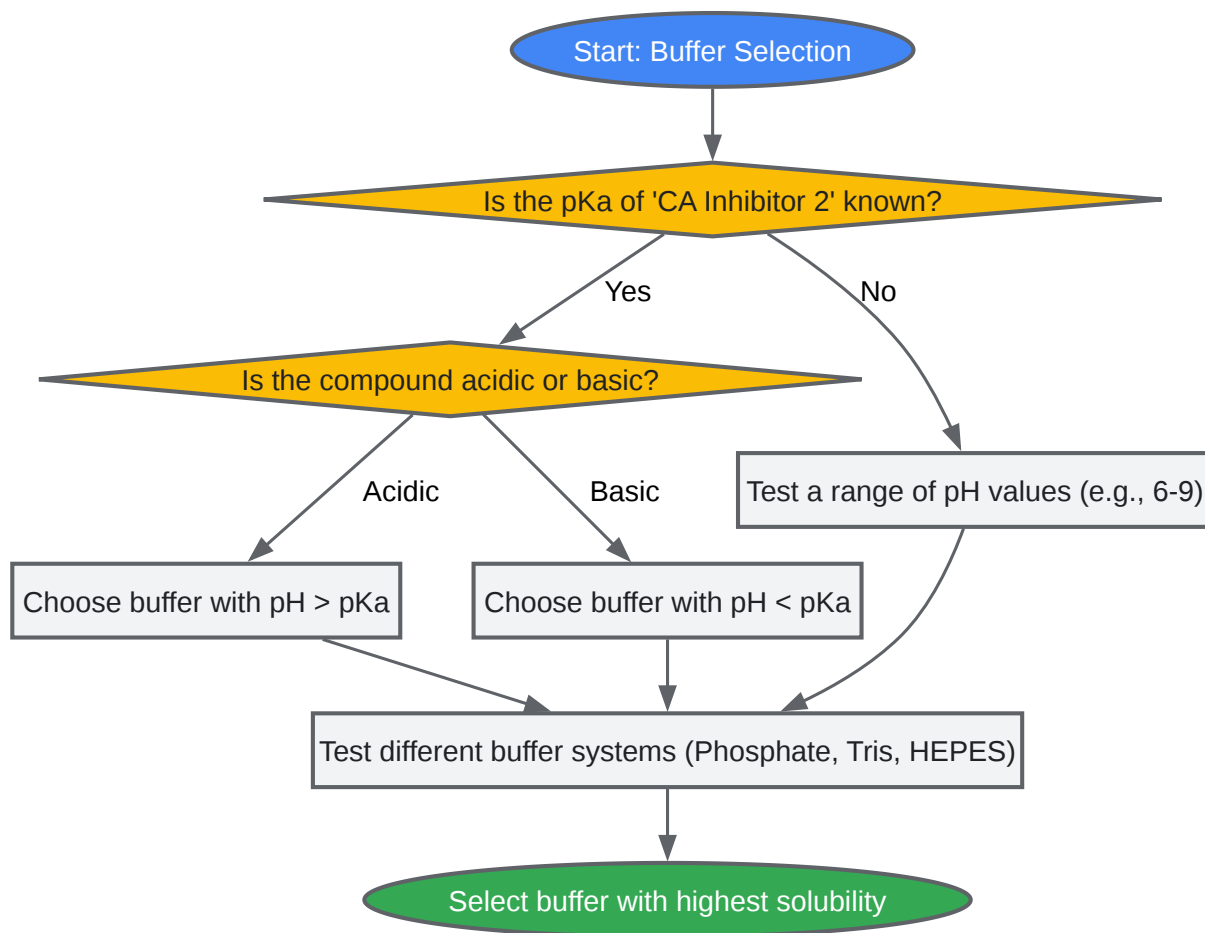 Start: Buffer Selection
Is the pKa of 'CA Inhibitor 2' known?
Yes
No
Is the compound acidic or basic?
Acidic
Basic
Test a range of pH values (e.g., 6-9)
Choose buffer with pH > pKa
Choose buffer with pH < pKa
Test different buffer systems (Phosphate, Tris, HEPES)
Select buffer with highest solubility